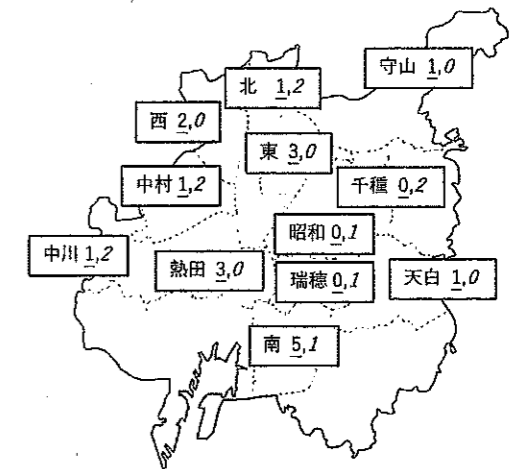 守山 1,0
北 1,2
西 2,0
東 3,0
中村 1,2
千種 0,2
昭和 0,1
中川 1,2
熱田 3,0
瑞穂 0,1
天白 1,0
南 5,1